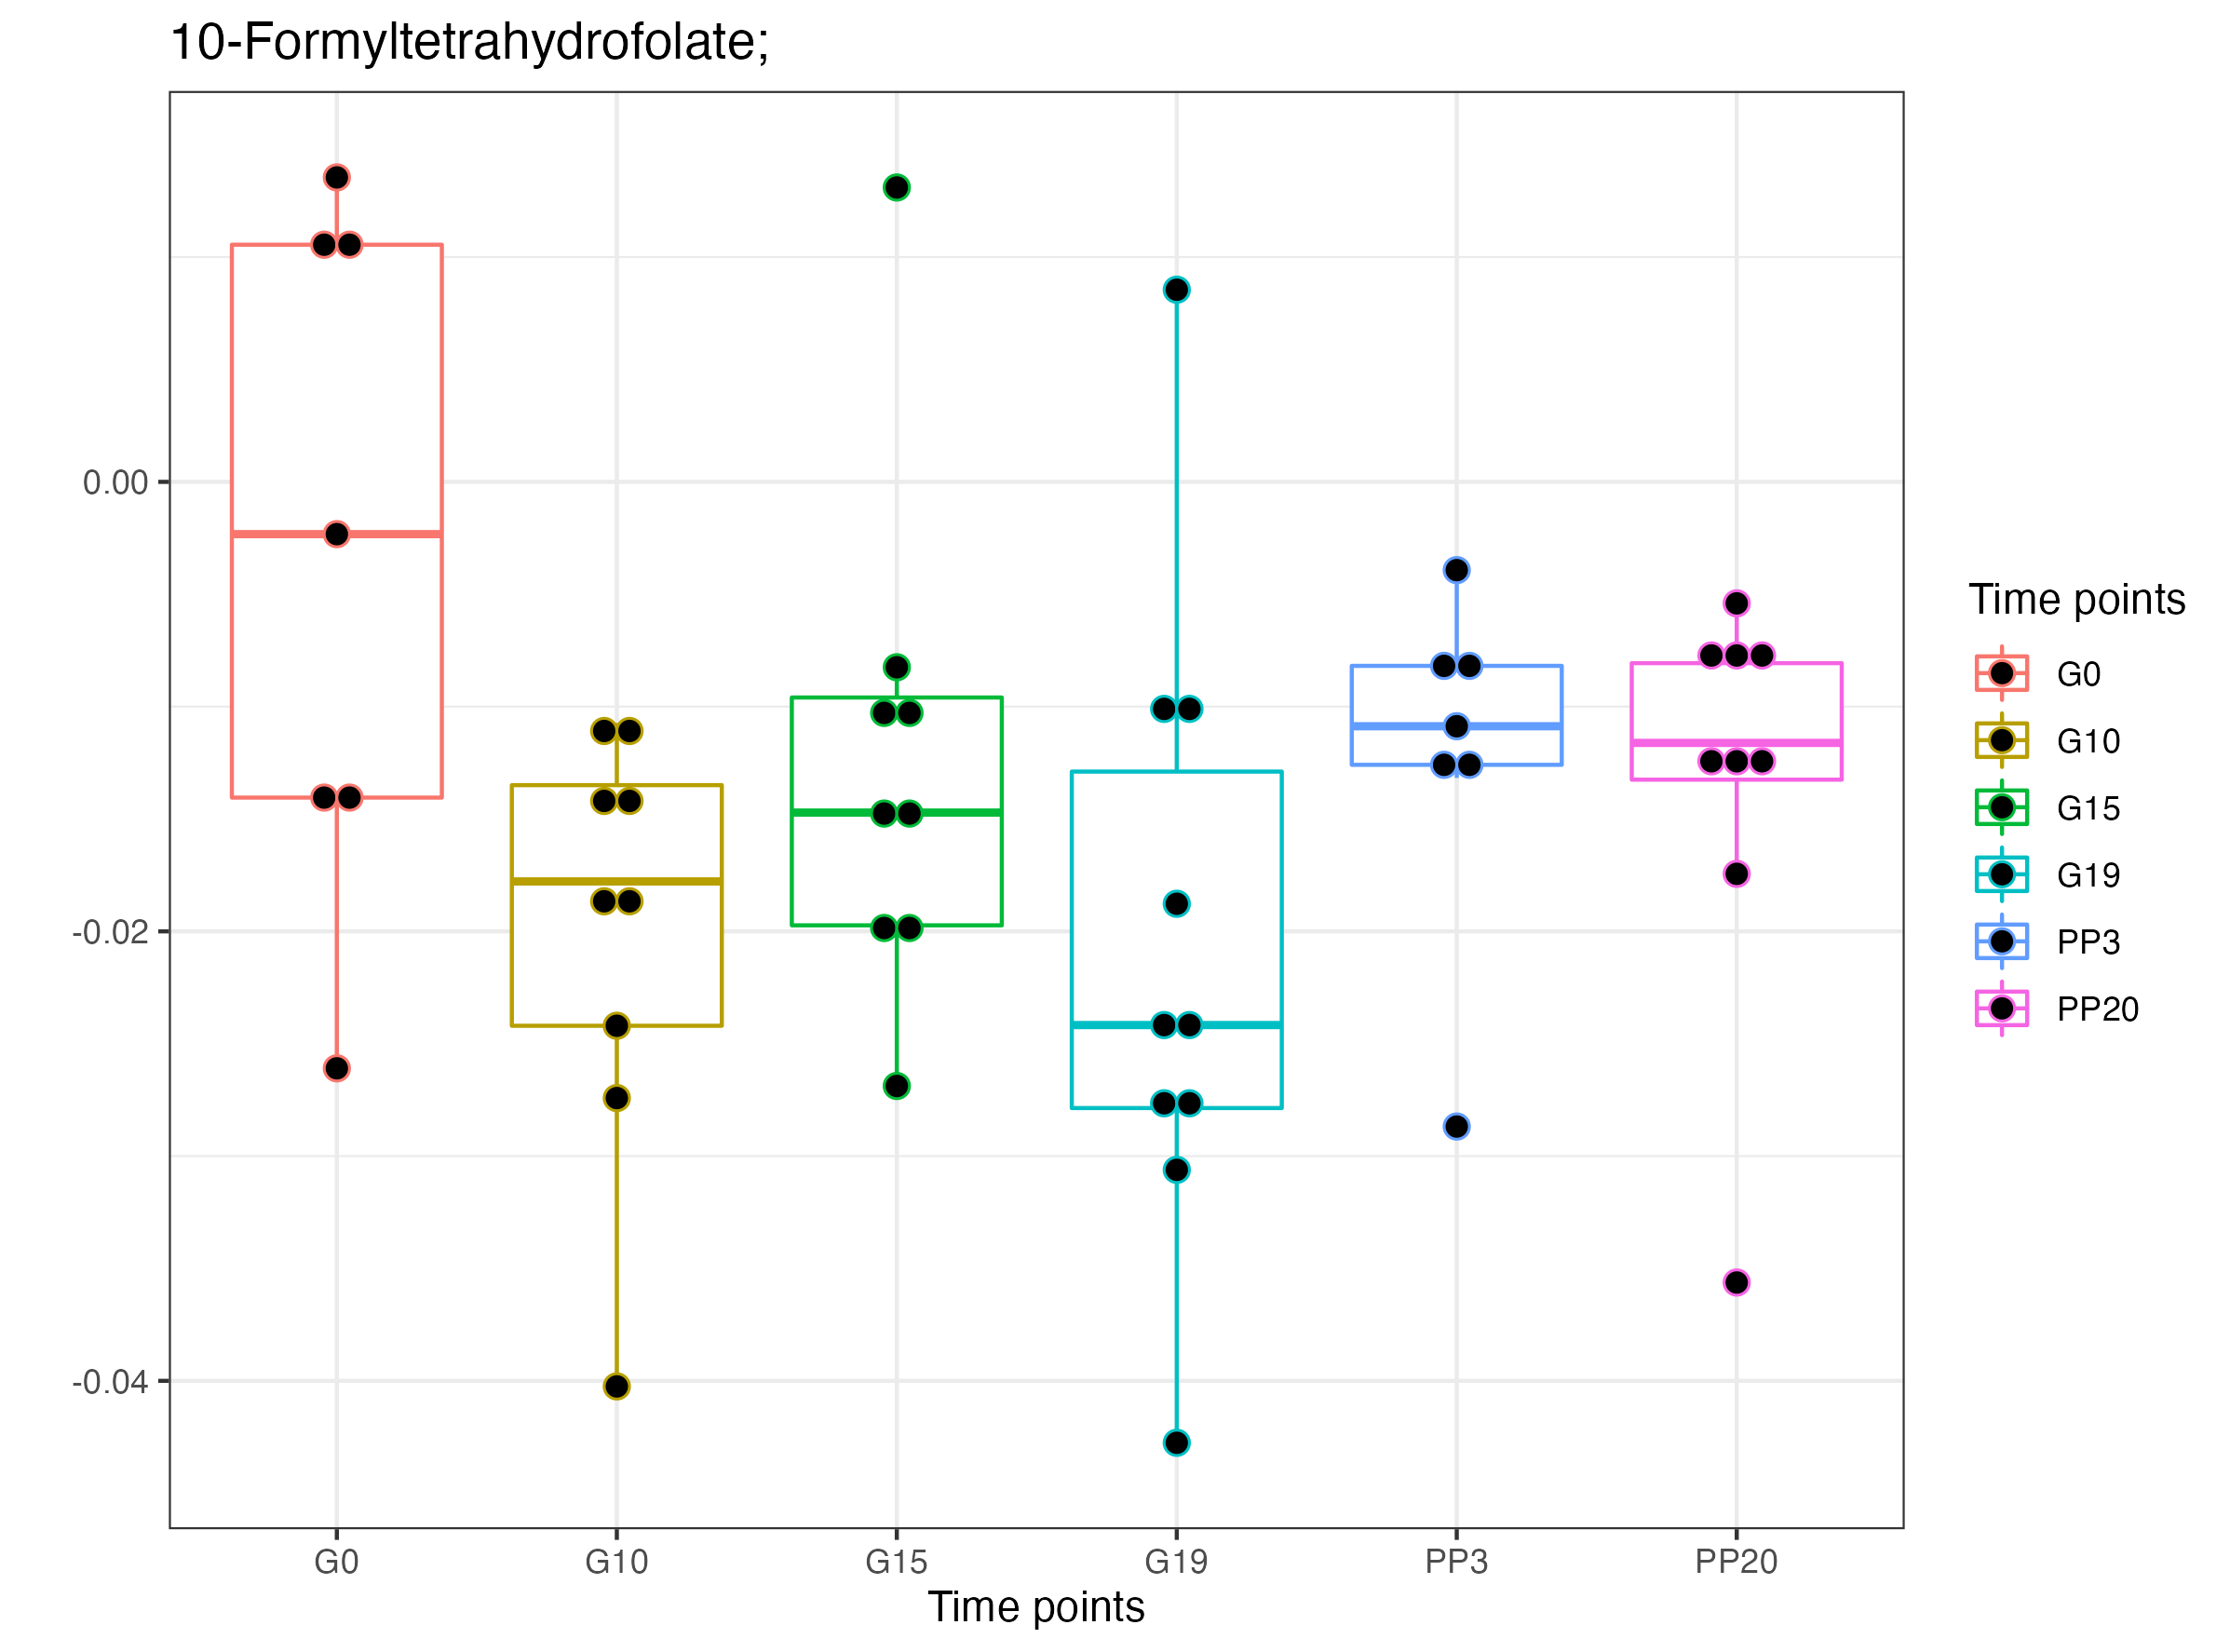 10-Formyltetrahydrofolate;
0.00
-0.02
-0.04
G0 G10 G15 G19 PP3 PP20
Time points
Time points
G0
G10
G15
G19
PP3
PP20